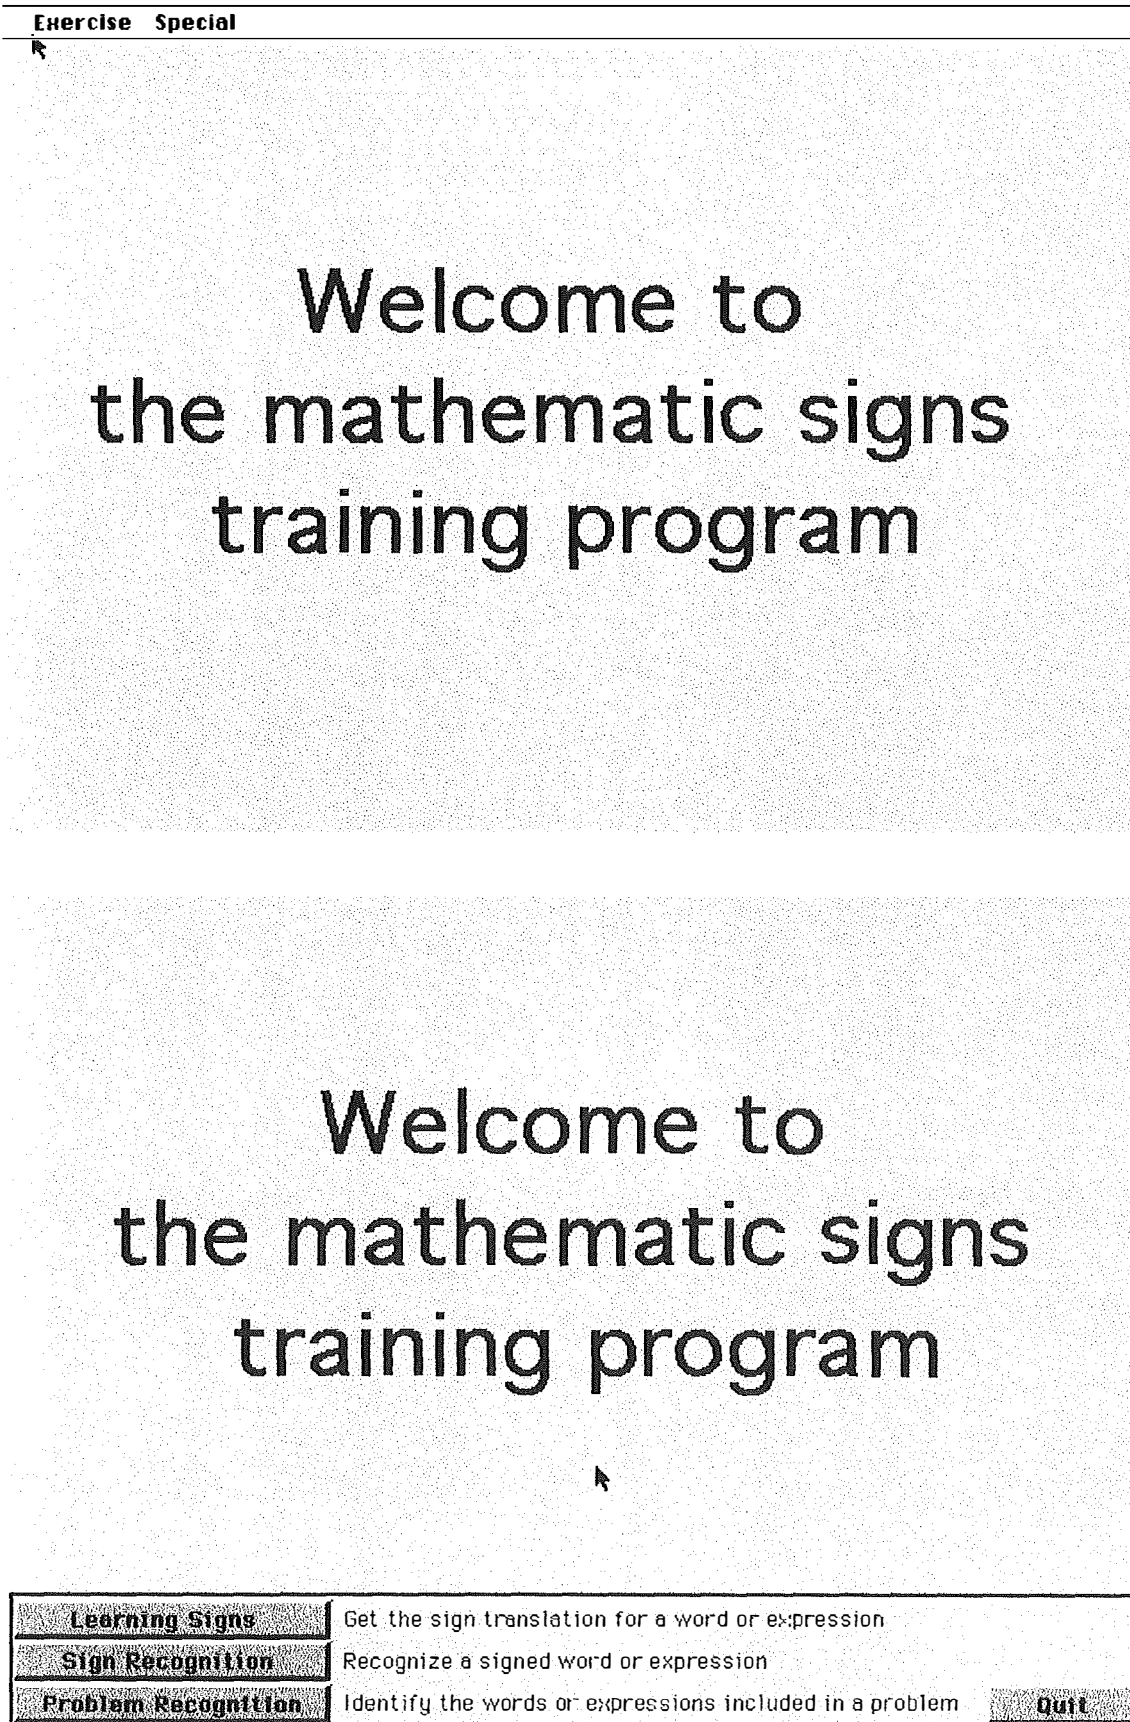 Exercise Special
Welcome to
the mathematic signs
training program
Welcome to
the mathematic signs
training program
Learning Signs Get the sign translation for a word or expression
Sign Recognition Recognize a signed word or expression
Problem Recognition Identify the words or expressions included in a problem Quit